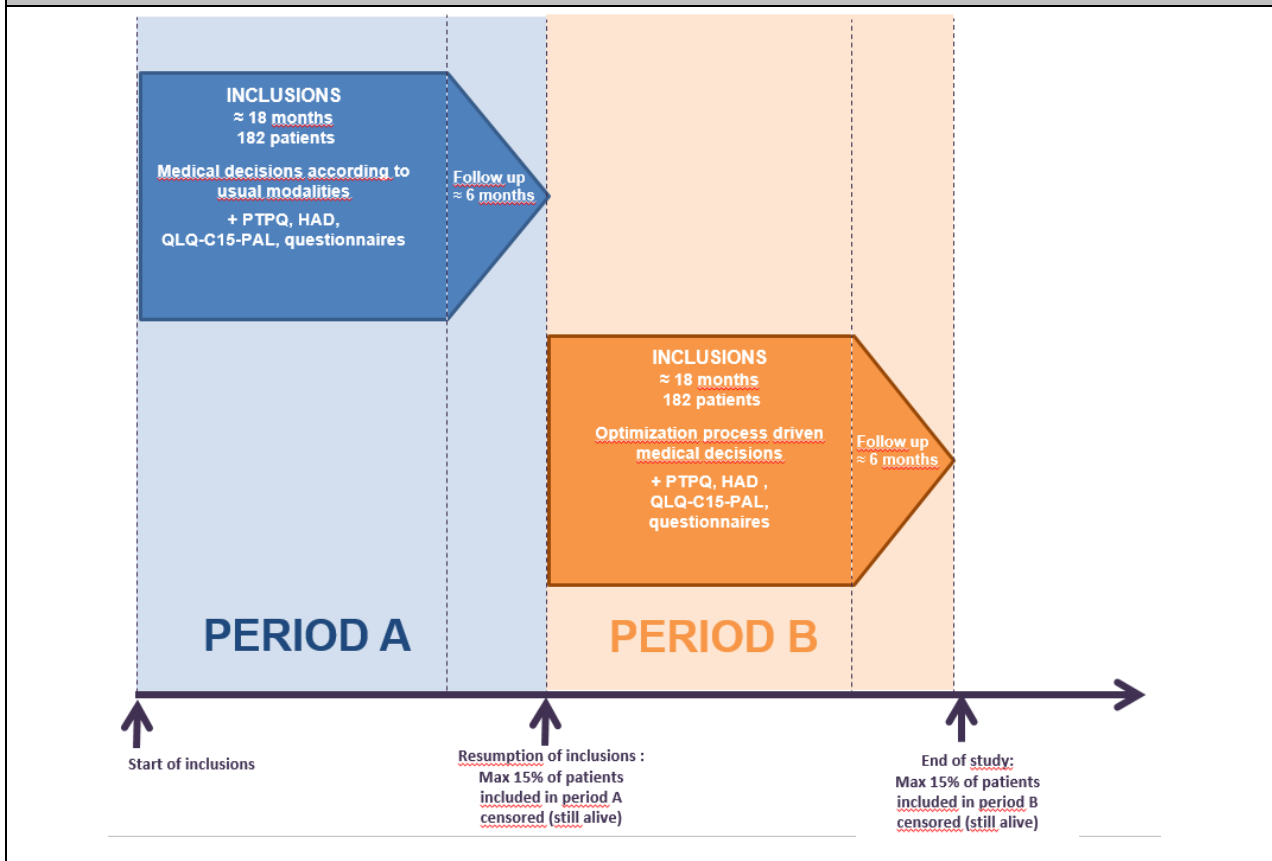 INCLUSIONS
≈ 18 months
182 patients
Medical decisions according to
usual modalities
+ PTPQ, HAD,
QLQ-C15-PAL, questionnaires
Follow up
≈ 6 months
INCLUSIONS
≈ 18 months
182 patients
Optimization process driven
medical decisions
+ PTPQ, HAD ,
QLQ-C15-PAL,
questionnaires
Follow up
≈ 6 months
PERIOD A
PERIOD B
Start of inclusions
Resumption of inclusions :
Max 15% of patients
included in period A
censored (still alive)
End of study:
Max 15% of patients
included in period B
censored (still alive)